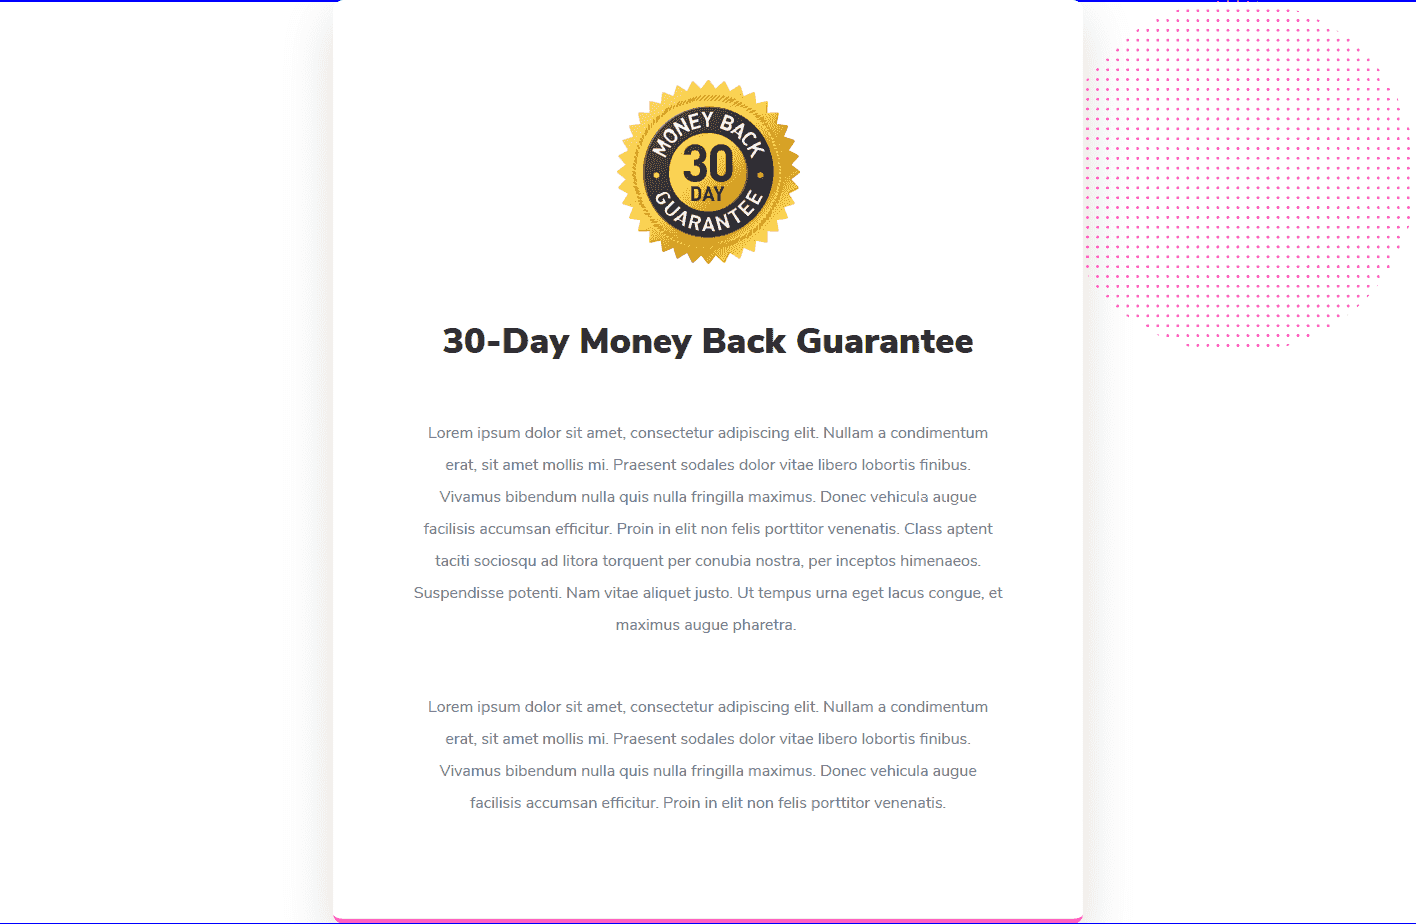 MONEY BACK
30
DAY
GUARANTEE
30-Day Money Back Guarantee
Lorem ipsum dolor sit amet, consectetur adipiscing elit. Nullam a condimentum
erat, sit amet mollis mi. Praesent sodales dolor vitae libero lobortis finibus.
Vivamus bibendum nulla quis nulla fringilla maximus. Donec vehicula augue
facilisis accumsan efficitur. Proin in elit non felis porttitor venenatis. Class aptent
taciti sociosqu ad litora torquent per conubia nostra, per inceptos himenaeos.
Suspendisse potenti. Nam vitae aliquet justo. Ut tempus urna eget lacus congue, et
maximus augue pharetra.
Lorem ipsum dolor sit amet, consectetur adipiscing elit. Nullam a condimentum
erat, sit amet mollis mi. Praesent sodales dolor vitae libero lobortis finibus.
Vivamus bibendum nulla quis nulla fringilla maximus. Donec vehicula augue
facilisis accumsan efficitur. Proin in elit non felis porttitor venenatis.